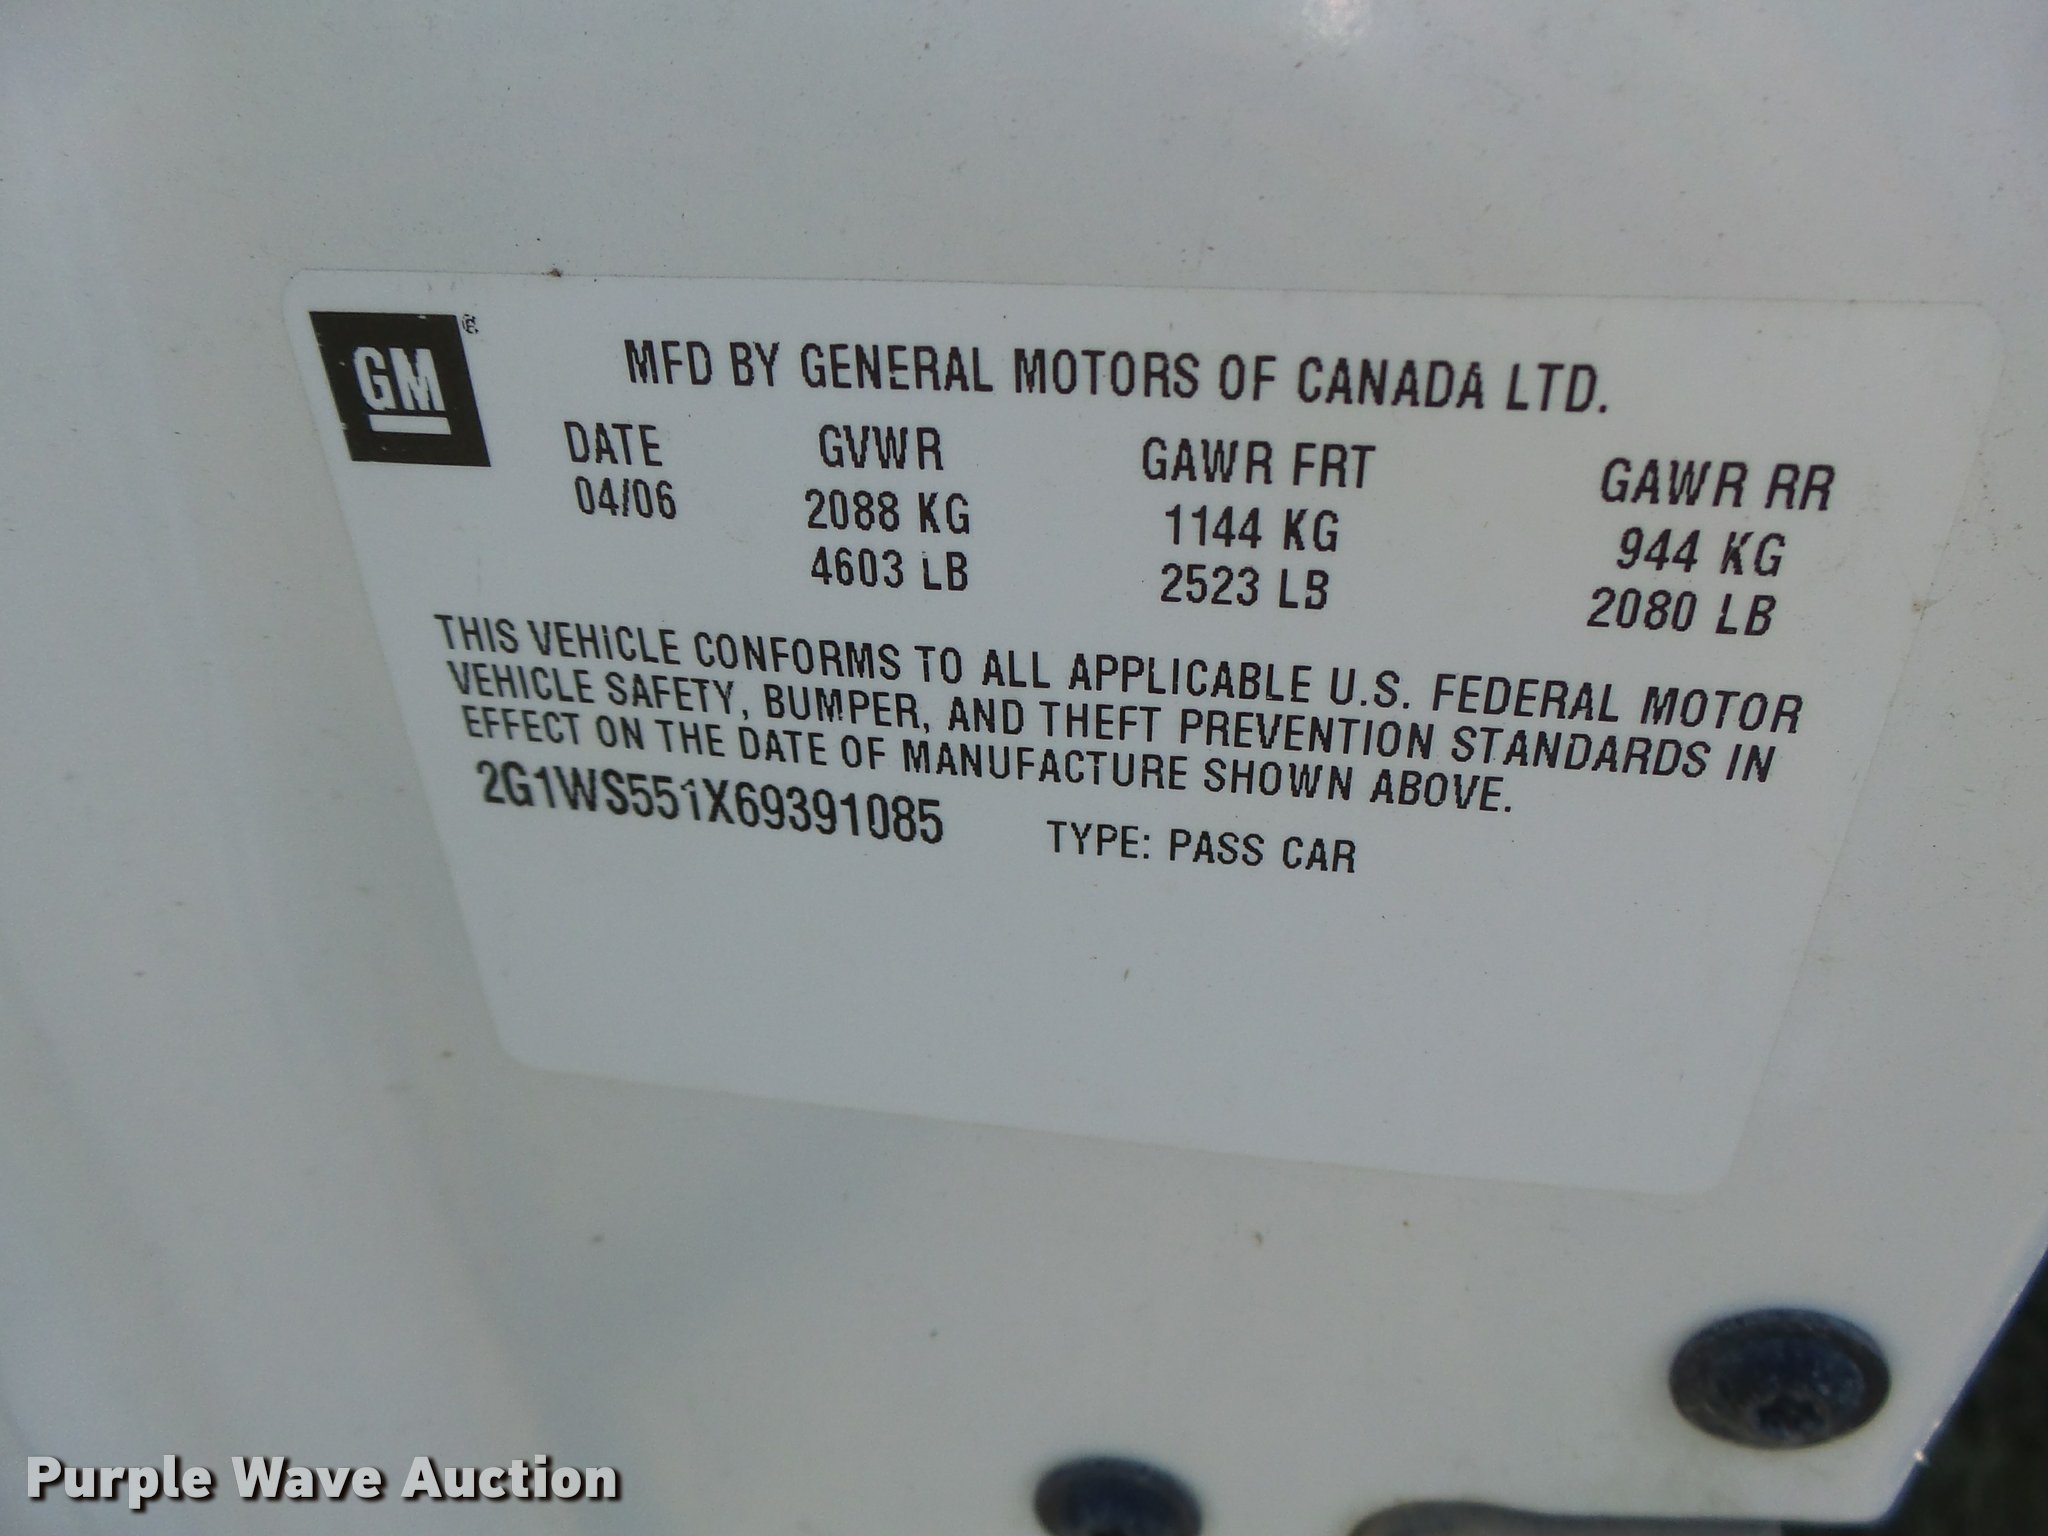 GM®
MFD BY GENERAL MOTORS OF CANADA LTD.
DATE GVWR GAWR FRT GAWR RR
04/06 2088 KG 1144 KG 944 KG
4603 LB 2523 LB 2080 LB
THIS VEHICLE CONFORMS TO ALL APPLICABLE U.S. FEDERAL MOTOR
VEHICLE SAFETY, BUMPER, AND THEFT PREVENTION STANDARDS IN
EFFECT ON THE DATE OF MANUFACTURE SHOWN ABOVE.
2G1WS551X69391085 TYPE: PASS CAR
Purple Wave Auction